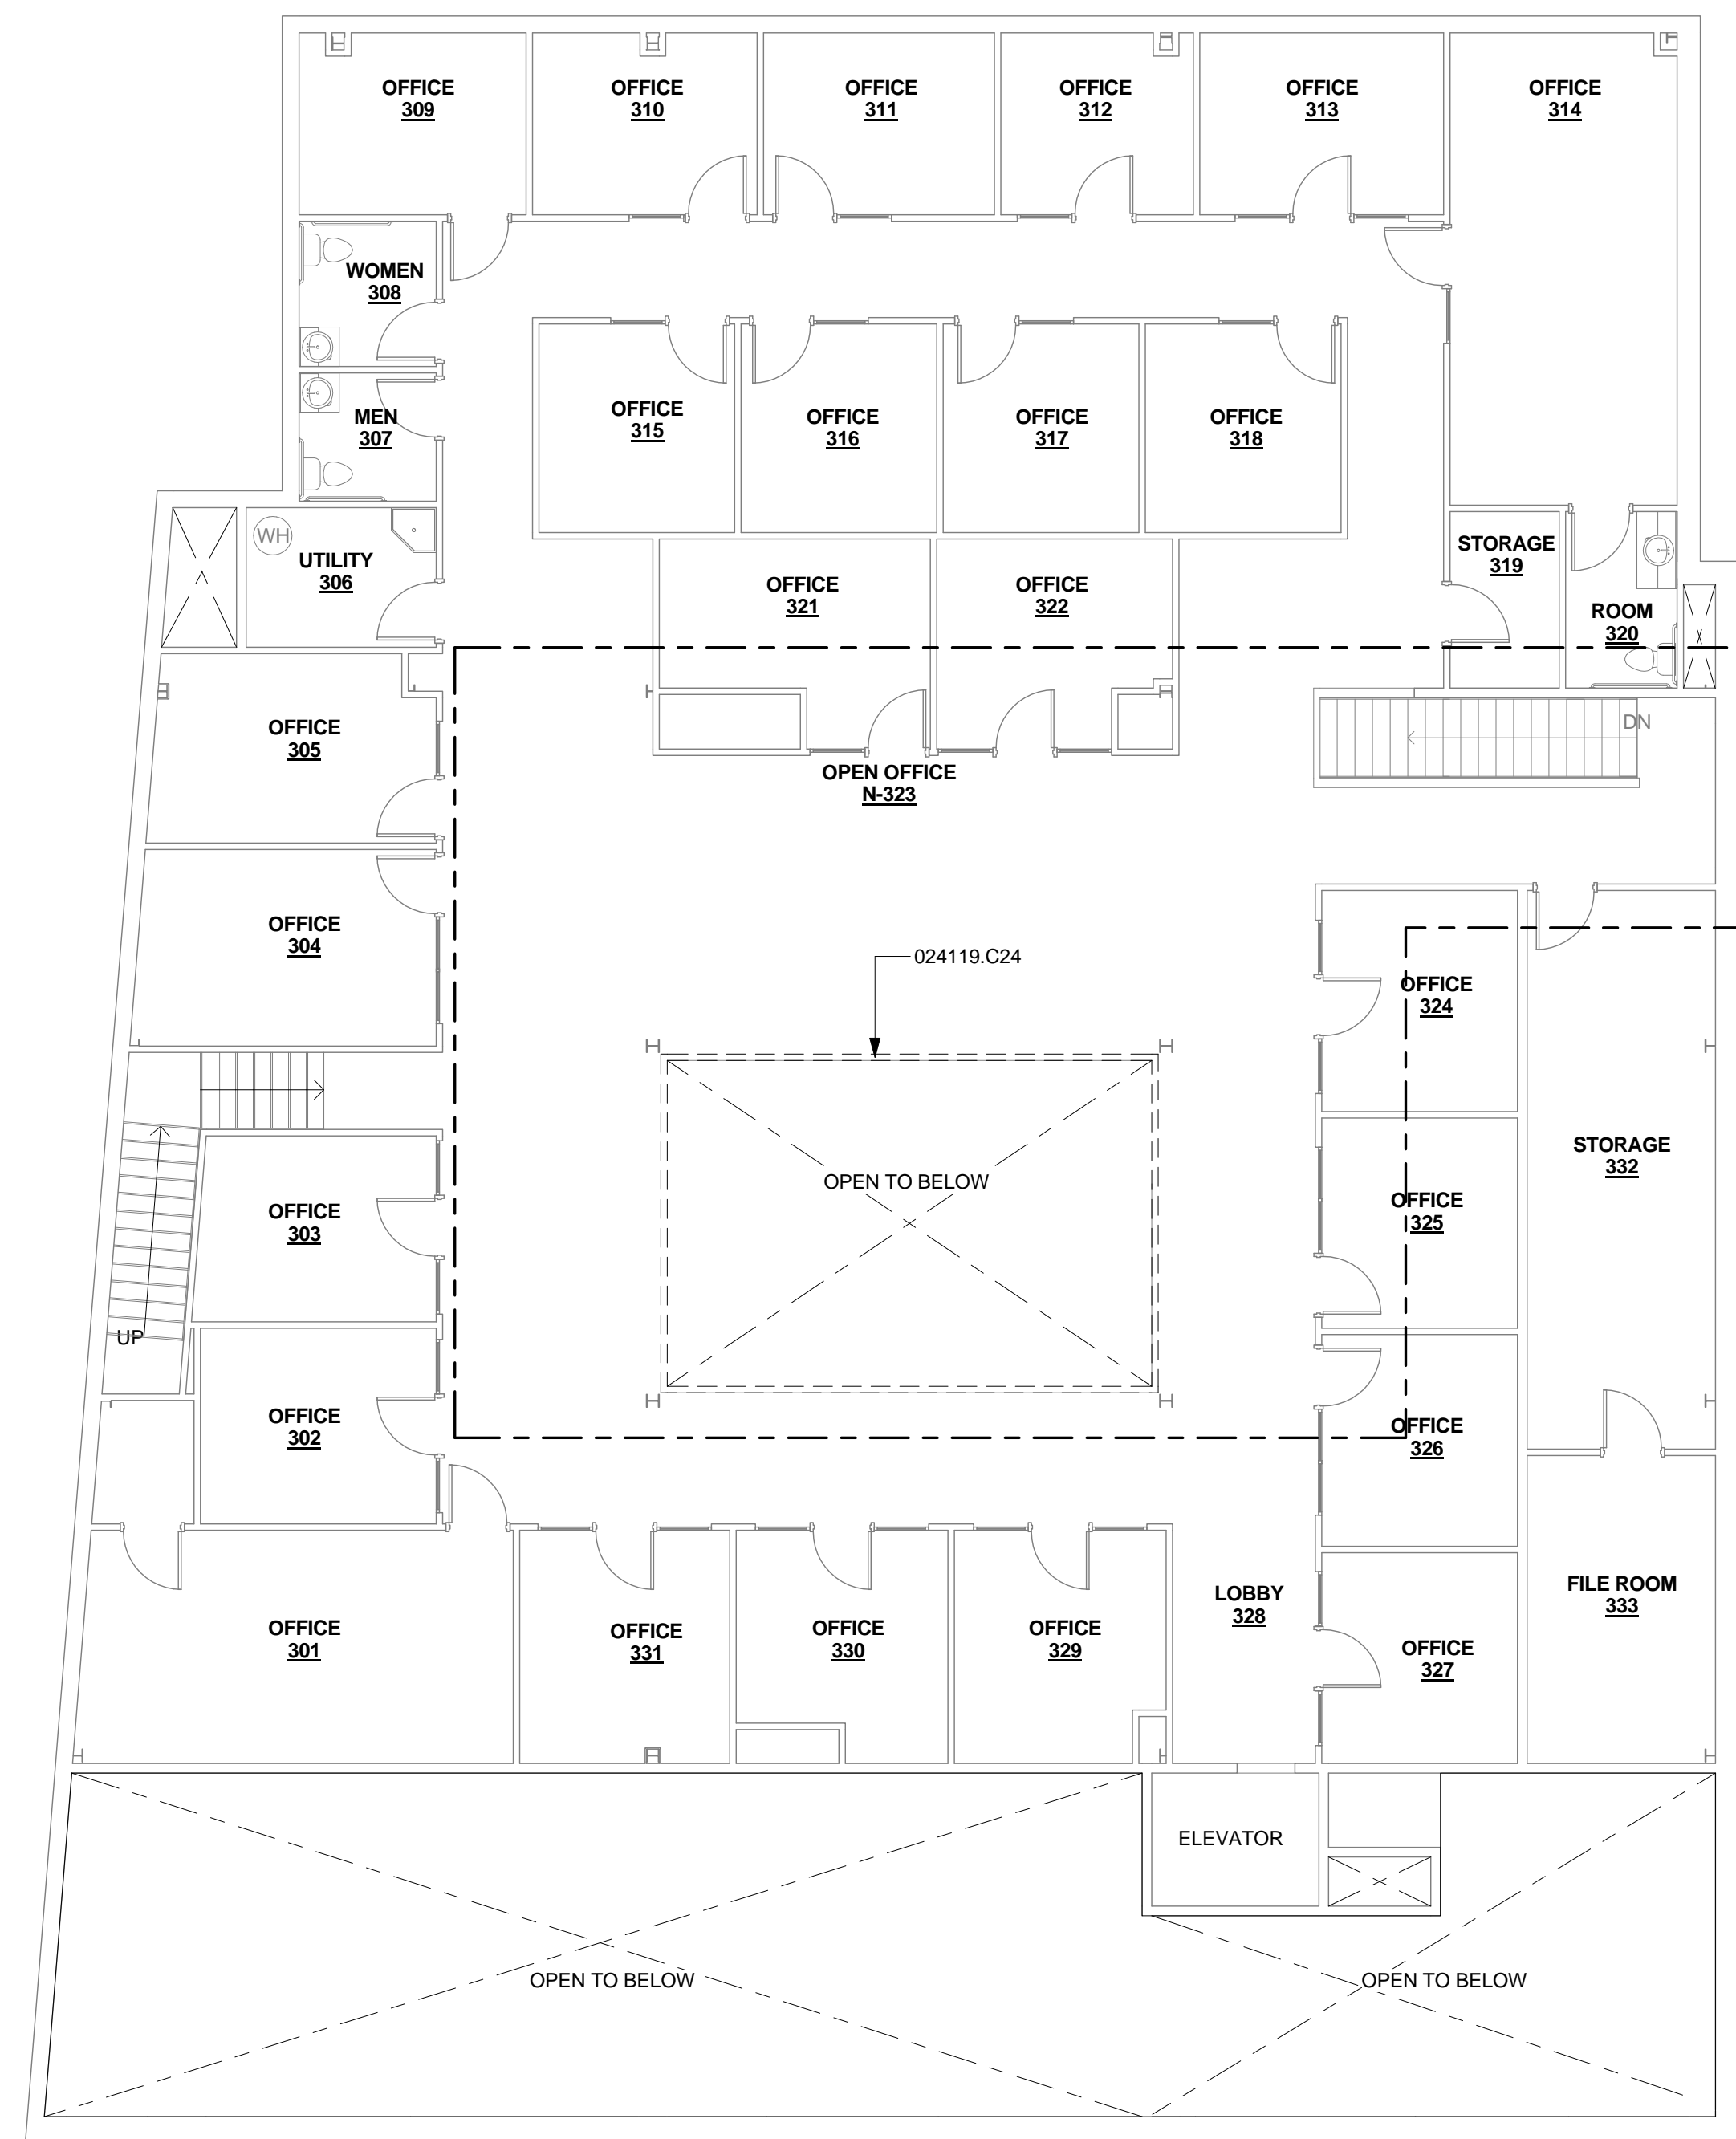 OFFICE
309
OFFICE
310
OFFICE
311
OFFICE
312
OFFICE
313
OFFICE
314
WOMEN
308
MEN
307
OFFICE
315
OFFICE
316
OFFICE
317
OFFICE
318
WH
UTILITY
306
STORAGE
319
OFFICE
321
OFFICE
322
ROOM
320
OFFICE
305
DN
OPEN OFFICE
N-323
OFFICE
304
024119.C24
OFFICE
324
STORAGE
332
OPEN TO BELOW
OFFICE
303
OFFICE
325
UP
OFFICE
302
OFFICE
326
FILE ROOM
333
LOBBY
328
OFFICE
301
OFFICE
331
OFFICE
330
OFFICE
329
OFFICE
327
ELEVATOR
OPEN TO BELOW
OPEN TO BELOW